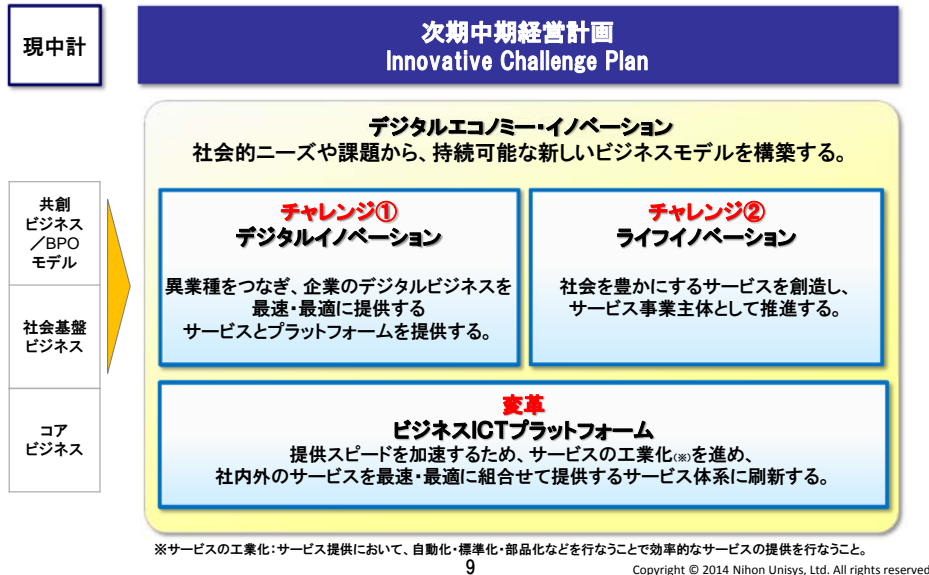 現中計
次期中期経営計画
Innovative Challenge Plan
デジタルエコノミー・イノベーション
社会的ニーズや課題から、持続可能な新しいビジネスモデルを構築する。
共創
ビジネス
／BPO
モデル
社会基盤
ビジネス
コア
ビジネス
チャレンジ①
デジタルイノベーション
異業種をつなぎ、企業のデジタルビジネスを
最速・最適に提供する
サービスとプラットフォームを提供する。
チャレンジ②
ライフイノベーション
社会を豊かにするサービスを創造し、
サービス事業主体として推進する。
変革
ビジネスICTプラットフォーム
提供スピードを加速するため、サービスの工業化(※)を進め、
社内外のサービスを最速・最適に組合せて提供するサービス体系に刷新する。
※サービスの工業化：サービス提供において、自動化・標準化・部品化などを行なうことで効率的なサービスの提供を行なうこと。
9
Copyright © 2014 Nihon Unisys, Ltd. All rights reserved